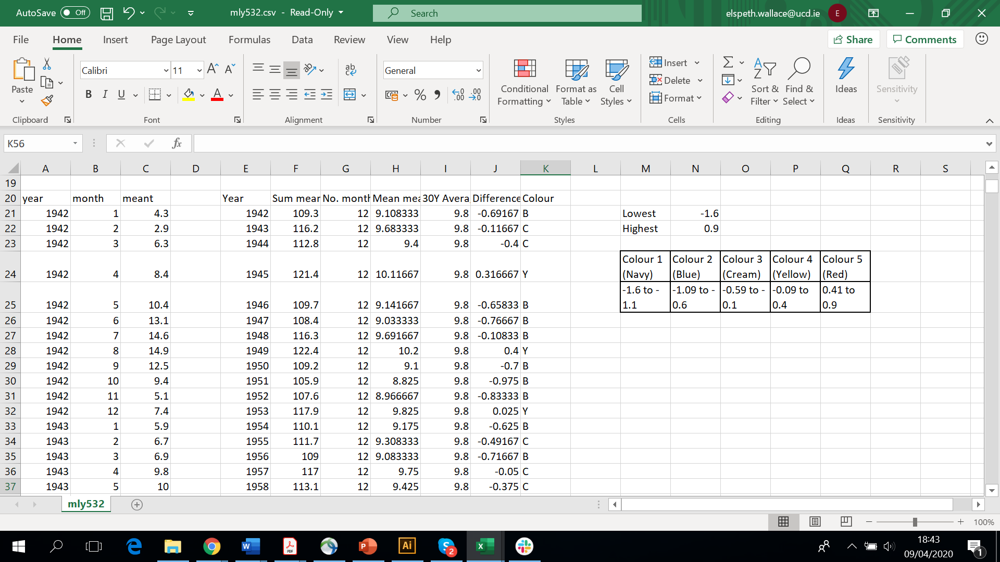 AutoSave Off mly532.csv - Read-Only Search elspeth.wallace@ucd.ie E
File Home Insert Page Layout Formulas Data Review View Help Share Comments
Paste Calibri 11 B I U A General Conditional Formatting Format as Table Cell Styles Insert Delete Format Sort & Filter Find & Select Ideas Sensitivity
Clipboard Font Alignment Number Styles Cells Editing Ideas Sensitivity
K56 fx
A B C D E F G H I J K L M N O P Q R S
19
20 year month meant Year Sum mear No. month Mean mea 30Y Avera Difference Colour
21 1942 1 4.3 1942 109.3 12 9.108333 9.8 -0.69167 B Lowest -1.6
22 1942 2 2.9 1943 116.2 12 9.683333 9.8 -0.11667 C Highest 0.9
23 1942 3 6.3 1944 112.8 12 9.4 9.8 -0.4 C
Colour 1 Colour 2 Colour 3 Colour 4 Colour 5
24 1942 4 8.4 1945 121.4 12 10.11667 9.8 0.316667 Y (Navy) (Blue) (Cream) (Yellow) (Red)
-1.6 to - -1.09 to - -0.59 to - -0.09 to 0.41 to
25 1942 5 10.4 1946 109.7 12 9.141667 9.8 -0.65833 B 1.1 0.6 0.1 0.4 0.9
26 1942 6 13.1 1947 108.4 12 9.033333 9.8 -0.76667 B
27 1942 7 14.6 1948 116.3 12 9.691667 9.8 -0.10833 B
28 1942 8 14.9 1949 122.4 12 10.2 9.8 0.4 Y
29 1942 9 12.5 1950 109.2 12 9.1 9.8 -0.7 B
30 1942 10 9.4 1951 105.9 12 8.825 9.8 -0.975 B
31 1942 11 5.1 1952 107.6 12 8.966667 9.8 -0.83333 B
32 1942 12 7.4 1953 117.9 12 9.825 9.8 0.025 Y
33 1943 1 5.9 1954 110.1 12 9.175 9.8 -0.625 B
34 1943 2 6.7 1955 111.7 12 9.308333 9.8 -0.49167 C
35 1943 3 6.9 1956 109 12 9.083333 9.8 -0.71667 B
36 1943 4 9.8 1957 117 12 9.75 9.8 -0.05 C
37 1943 5 10 1958 113.1 12 9.425 9.8 -0.375 C
mly532
100%
18:43
09/04/2020